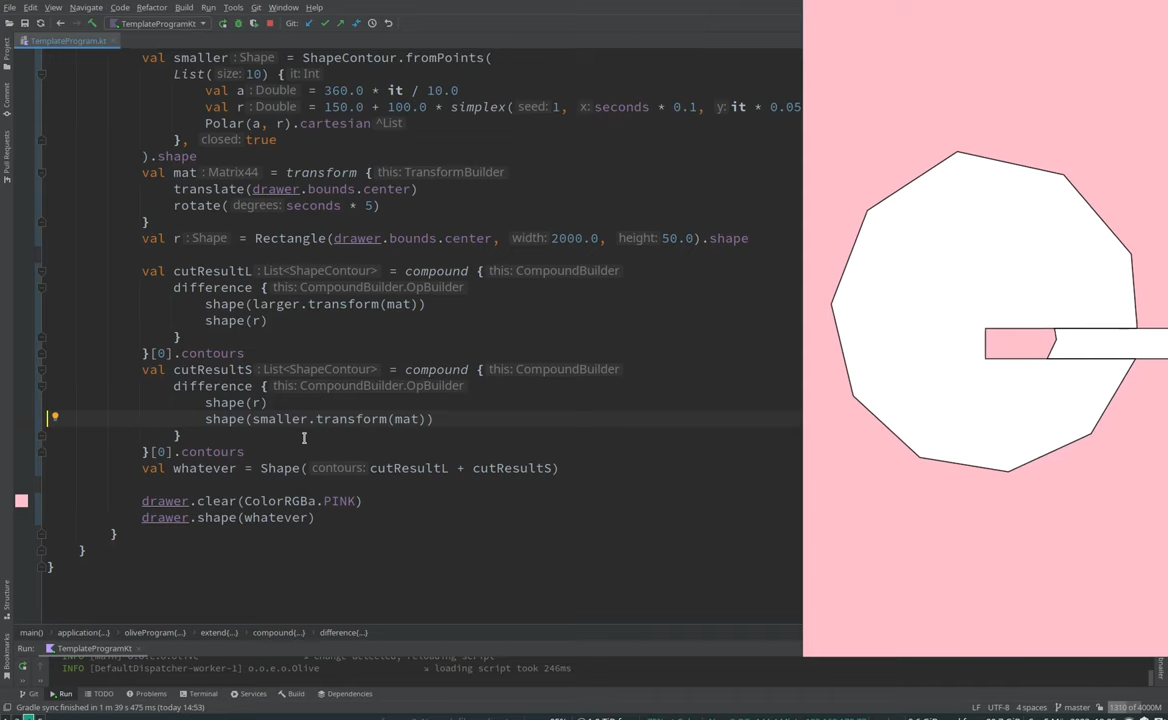 File Edit View Navigate Code Refactor Build Run Tools Git Window Help
TemplateProgramKt Git:
TemplateProgram.kt
val smaller : Shape = ShapeContour.fromPoints(
List( size: 10) { it: Int
val a : Double = 360.0 * it / 10.0
val r : Double = 150.0 + 100.0 * simplex( seed: 1, x: seconds * 0.1, y: it * 0.05
Polar(a, r).cartesian ^List
}, closed: true
).shape
val mat : Matrix44 = transform { this: TransformBuilder
translate(drawer.bounds.center)
rotate( degrees: seconds * 5)
}
val r : Shape = Rectangle(drawer.bounds.center, width: 2000.0, height: 50.0).shape
val cutResultL : List<ShapeContour> = compound { this: CompoundBuilder
difference { this: CompoundBuilder.OpBuilder
shape(larger.transform(mat))
shape(r)
}
}[0].contours
val cutResultS : List<ShapeContour> = compound { this: CompoundBuilder
difference { this: CompoundBuilder.OpBuilder
shape(r)
shape(smaller.transform(mat))
}
}[0].contours
val whatever = Shape( contours: cutResultL + cutResultS)
drawer.clear(ColorRGBa.PINK)
drawer.shape(whatever)
}
}
}
Project
Commit
Pull Requests
Structure
Bookmarks
main() application{...} oliveProgram{...} extend{...} compound{...} difference{...}
Run: TemplateProgramKt
INFO [DefaultDispatcher-worker-1] o.o.e.o.Olive ↘ loading script took 246ms
Git Run TODO Problems Terminal Services Build Dependencies
Gradle sync finished in 1 m 39 s 475 ms (today 14:53) LF UTF-8 4 spaces master 1310 of 4000M